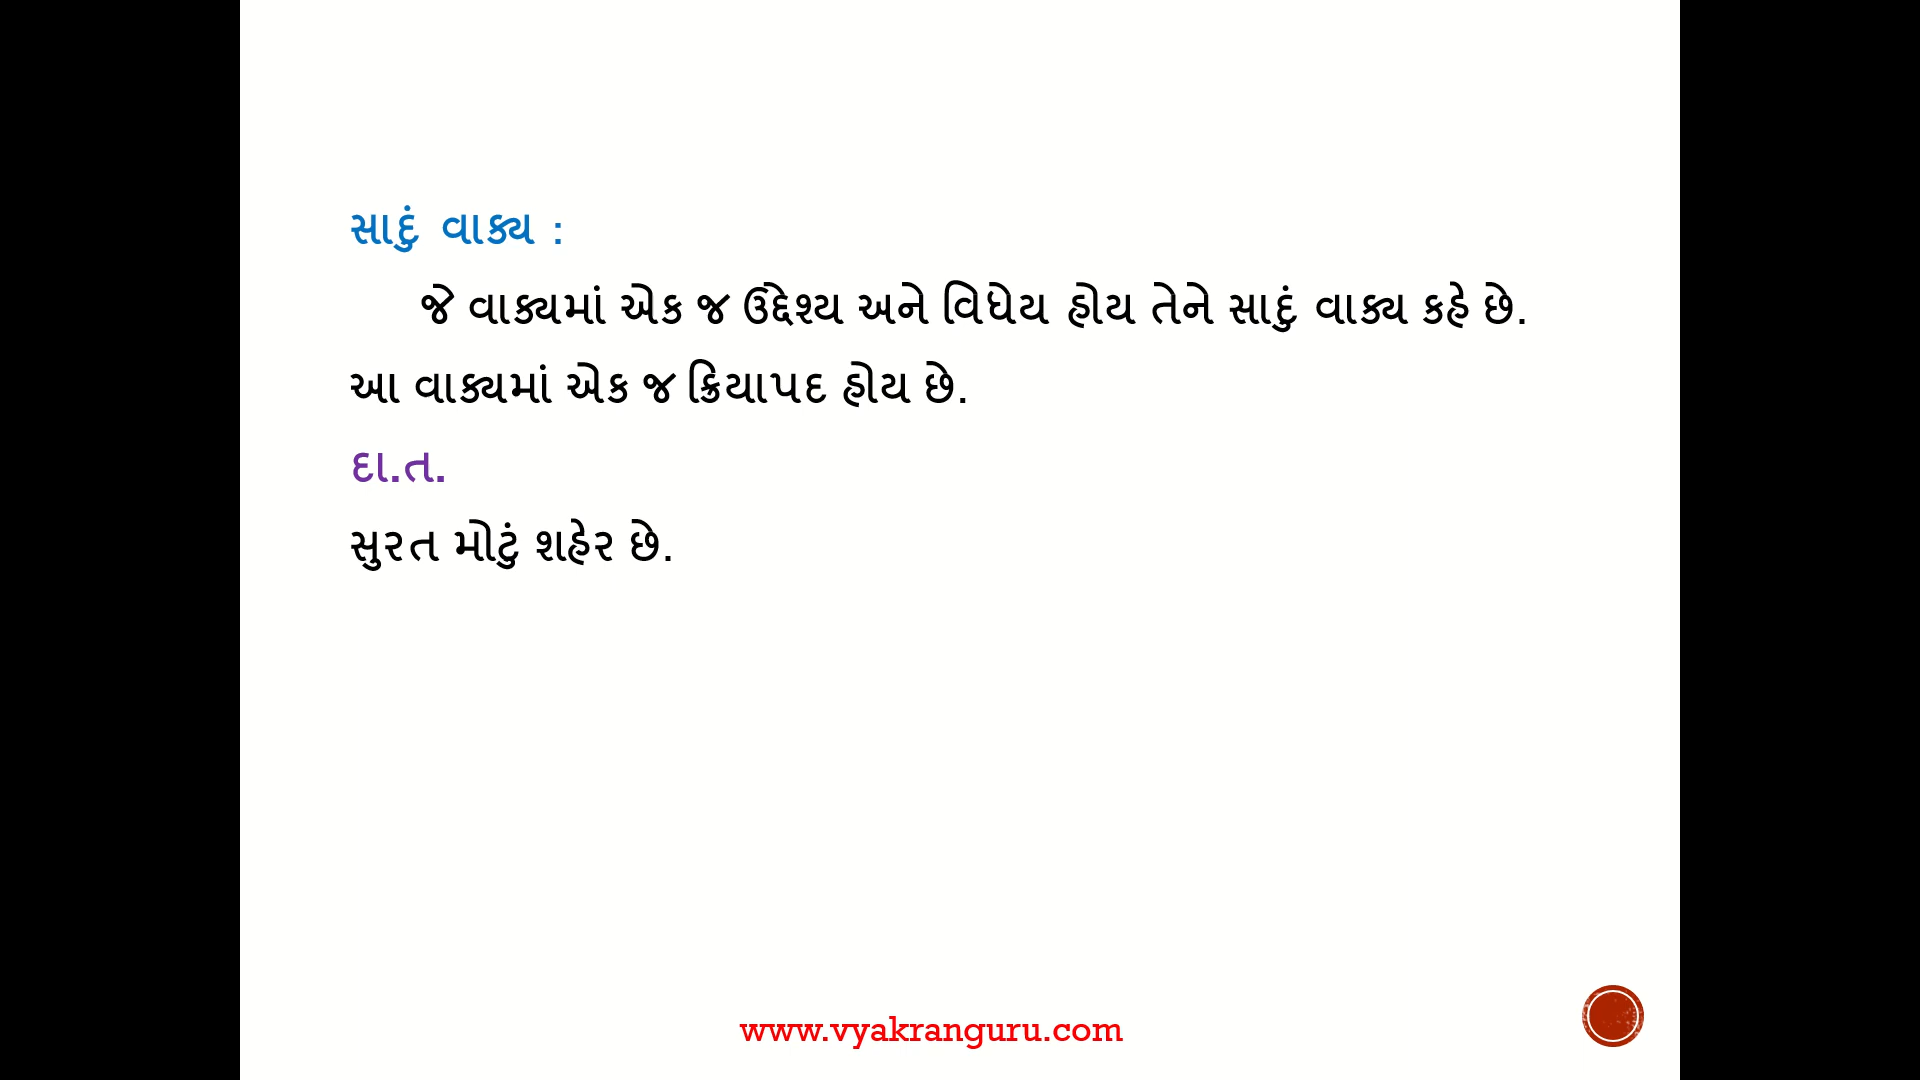 સાદું વાક્ય :
જે વાક્યમાં એક જ ઉદ્દેશ્ય અને વિધેય હોય તેને સાદું વાક્ય કહે છે.
આ વાક્યમાં એક જ ક્રિયાપદ હોય છે.
દા.ત.
સુરત મોટું શહેર છે.
www.vyakranguru.com